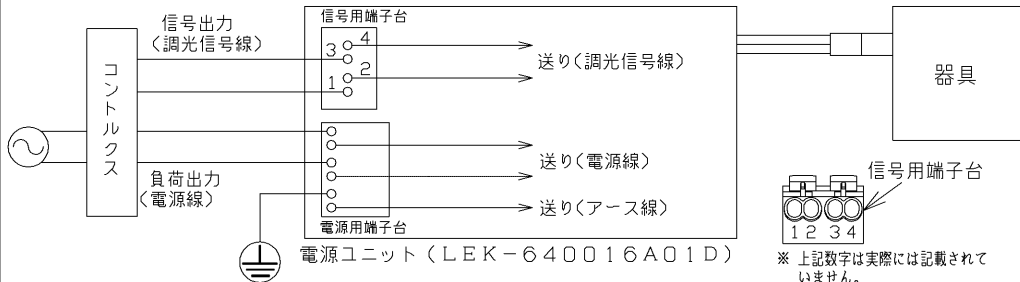 信号出力
(調光信号線)
コントルクス
負荷出力
(電源線)
信号用端子台
4
3
2
1
送り(調光信号線)
送り(電源線)
送り(アース線)
電源用端子台
電源ユニット(LEK-640016A01D)
器具
信号用端子台
1 2 3 4
※ 上記数字は実際には記載されて
いません。